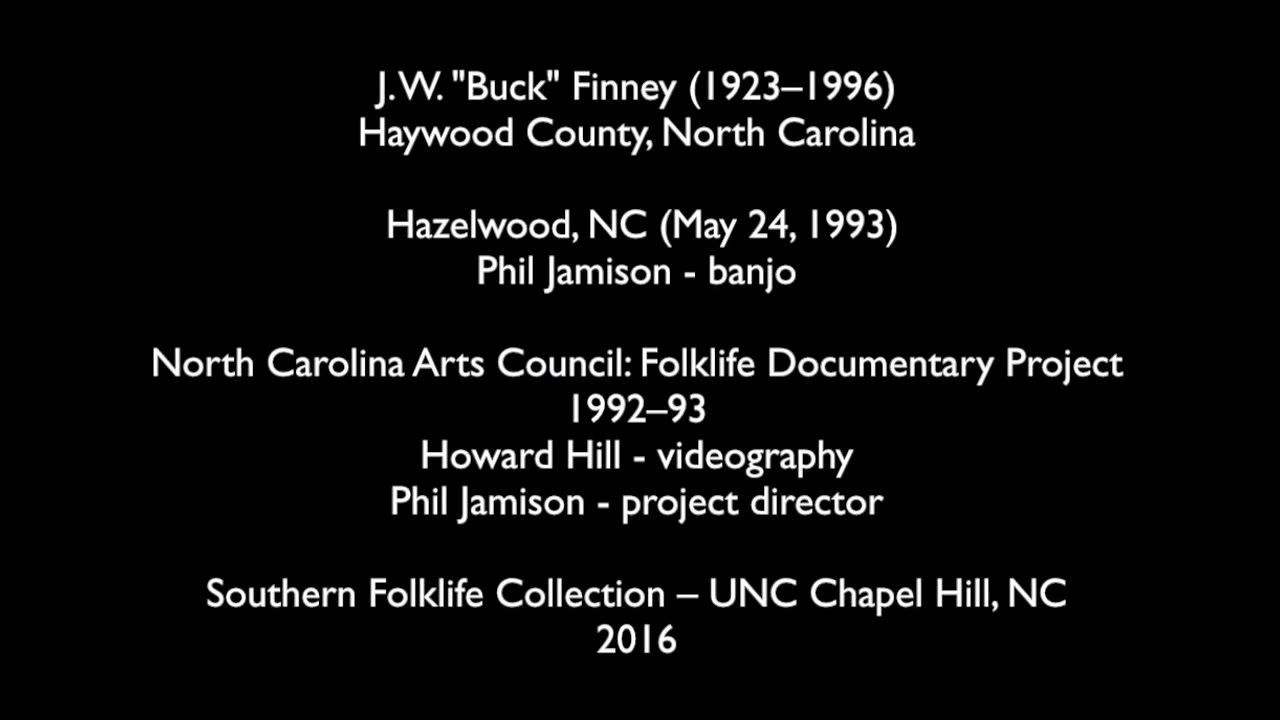 J.W. "Buck" Finney (1923–1996)
Haywood County, North Carolina
Hazelwood, NC (May 24, 1993)
Phil Jamison - banjo
North Carolina Arts Council: Folklife Documentary Project
1992–93
Howard Hill - videography
Phil Jamison - project director
Southern Folklife Collection – UNC Chapel Hill, NC
2016